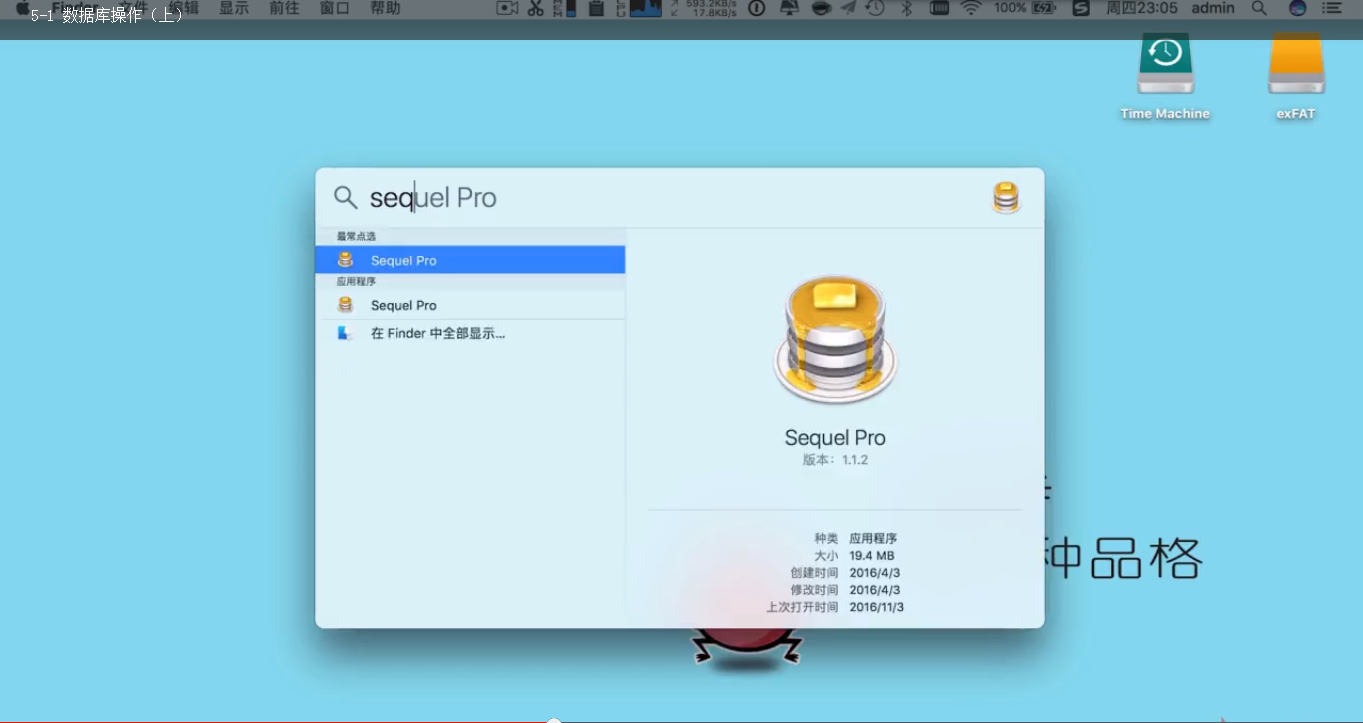 5-1 数据库操作（上）
编辑 显示 前往 窗口 帮助
593.2KB/s
17.8KB/s
100%
周四23:05 admin
Time Machine
exFAT
sequel Pro
最常点选
Sequel Pro
应用程序
Sequel Pro
在 Finder 中全部显示...
Sequel Pro
版本：1.1.2
种类 应用程序
大小 19.4 MB
创建时间 2016/4/3
修改时间 2016/4/3
上次打开时间 2016/11/3
种品格